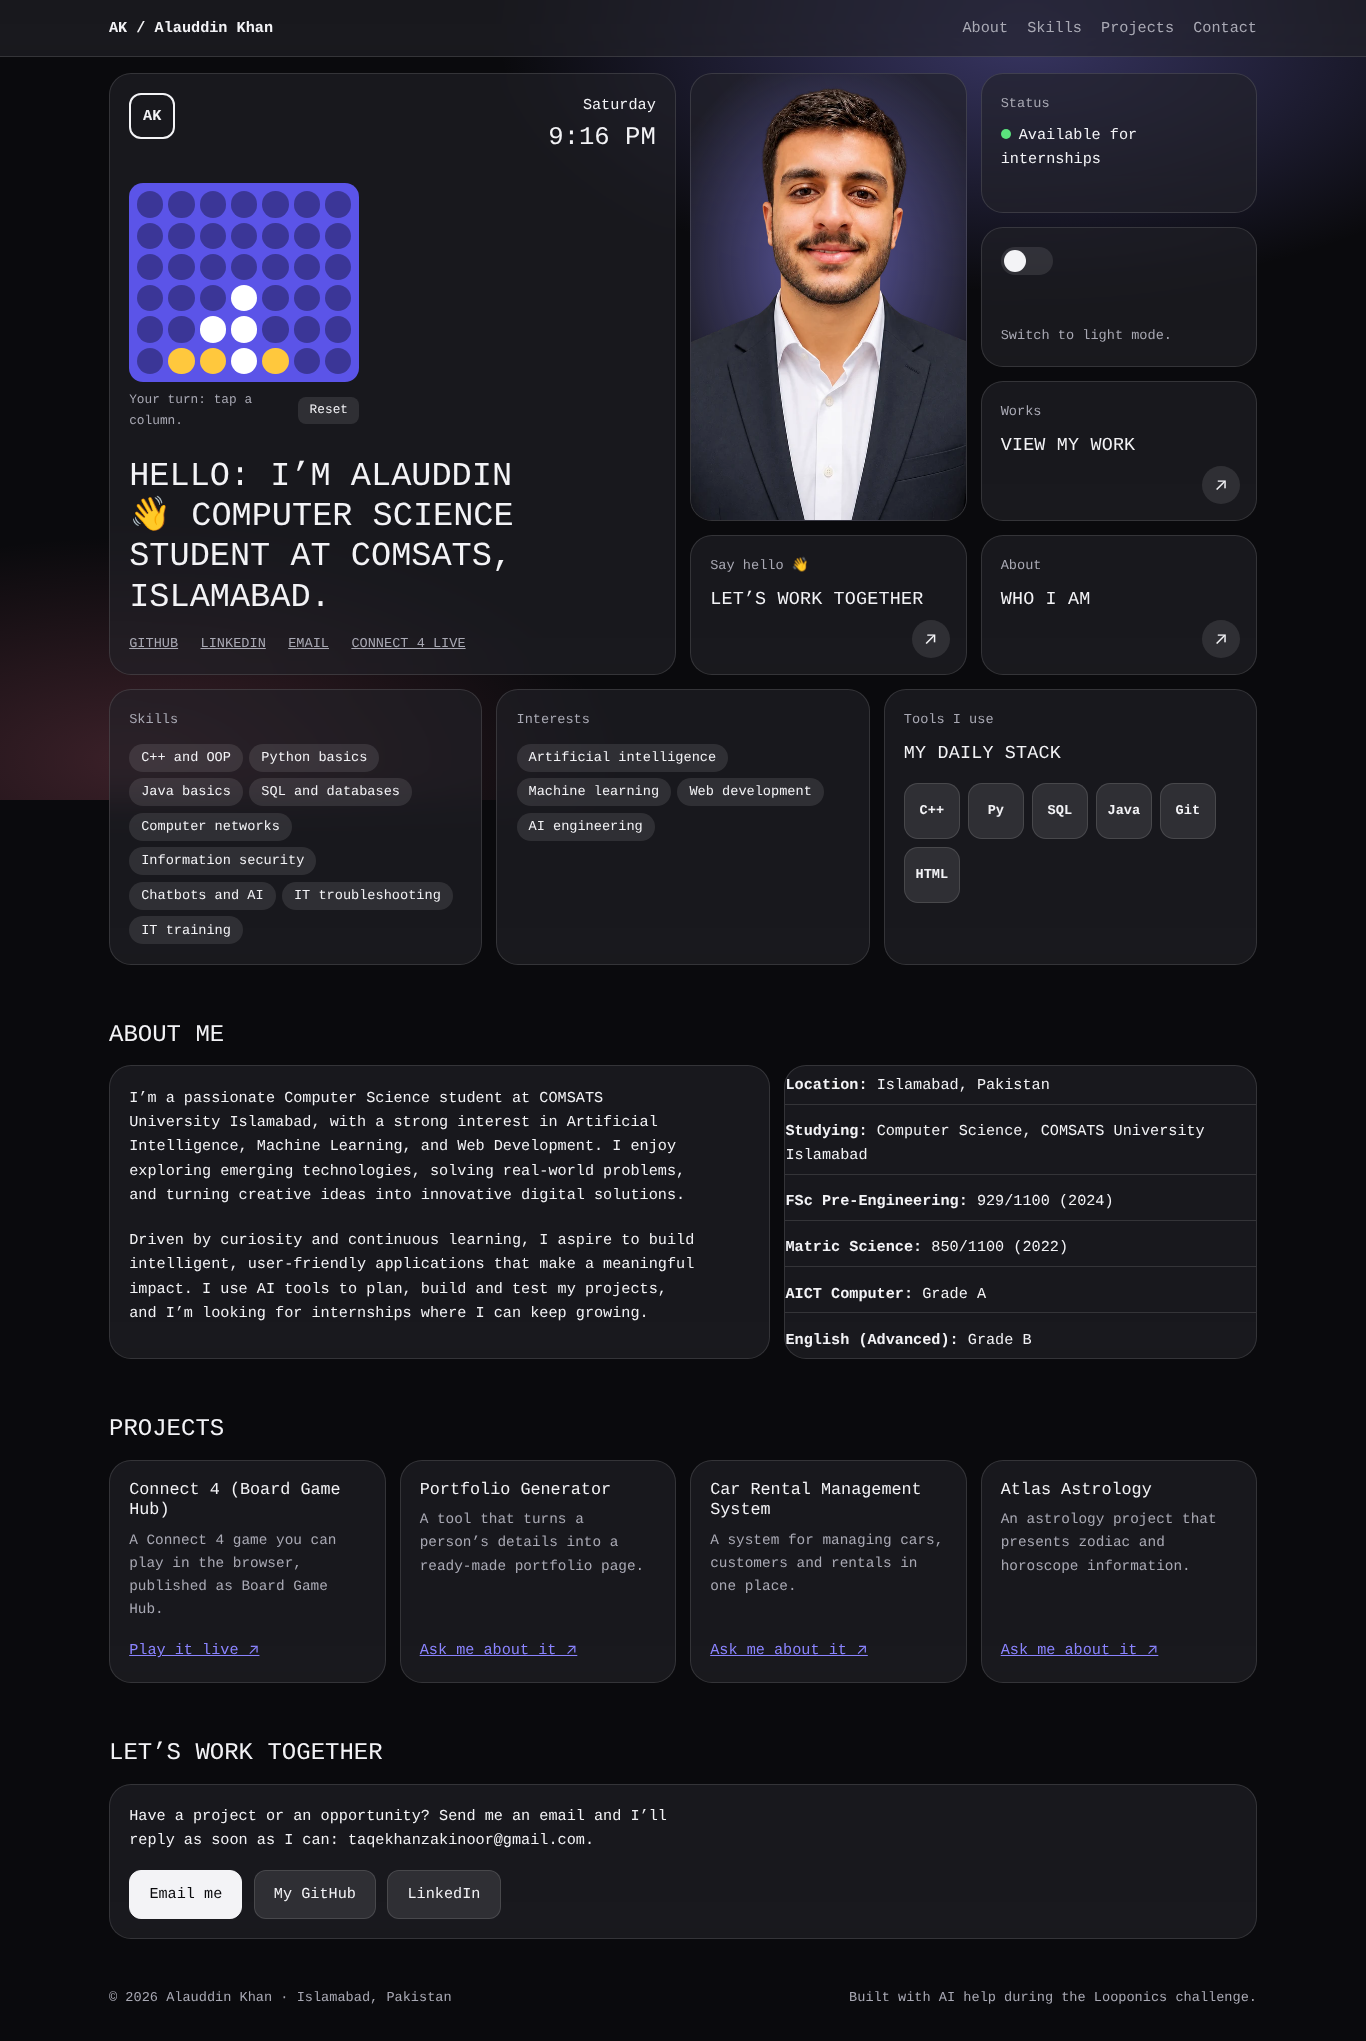 AK / Alauddin Khan
About Skills Projects Contact
AK
Saturday
9:16 PM
Your turn: tap a
column.
Reset
HELLO: I’M ALAUDDIN
👋 COMPUTER SCIENCE
STUDENT AT COMSATS,
ISLAMABAD.
GITHUB LINKEDIN EMAIL CONNECT 4 LIVE
Status
Available for
internships
Switch to light mode.
Works
VIEW MY WORK
Say hello 👋
LET’S WORK TOGETHER
About
WHO I AM
Skills
C++ and OOP Python basics
Java basics SQL and databases
Computer networks
Information security
Chatbots and AI IT troubleshooting
IT training
Interests
Artificial intelligence
Machine learning Web development
AI engineering
Tools I use
MY DAILY STACK
C++ Py SQL Java Git
HTML
ABOUT ME
I’m a passionate Computer Science student at COMSATS
University Islamabad, with a strong interest in Artificial
Intelligence, Machine Learning, and Web Development. I enjoy
exploring emerging technologies, solving real-world problems,
and turning creative ideas into innovative digital solutions.
Driven by curiosity and continuous learning, I aspire to build
intelligent, user-friendly applications that make a meaningful
impact. I use AI tools to plan, build and test my projects,
and I’m looking for internships where I can keep growing.
Location: Islamabad, Pakistan
Studying: Computer Science, COMSATS University
Islamabad
FSc Pre-Engineering: 929/1100 (2024)
Matric Science: 850/1100 (2022)
AICT Computer: Grade A
English (Advanced): Grade B
PROJECTS
Connect 4 (Board Game
Hub)
A Connect 4 game you can
play in the browser,
published as Board Game
Hub.
Play it live ↗
Portfolio Generator
A tool that turns a
person’s details into a
ready-made portfolio page.
Ask me about it ↗
Car Rental Management
System
A system for managing cars,
customers and rentals in
one place.
Ask me about it ↗
Atlas Astrology
An astrology project that
presents zodiac and
horoscope information.
Ask me about it ↗
LET’S WORK TOGETHER
Have a project or an opportunity? Send me an email and I’ll
reply as soon as I can: taqekhanzakinoor@gmail.com.
Email me My GitHub LinkedIn
© 2026 Alauddin Khan · Islamabad, Pakistan
Built with AI help during the Looponics challenge.